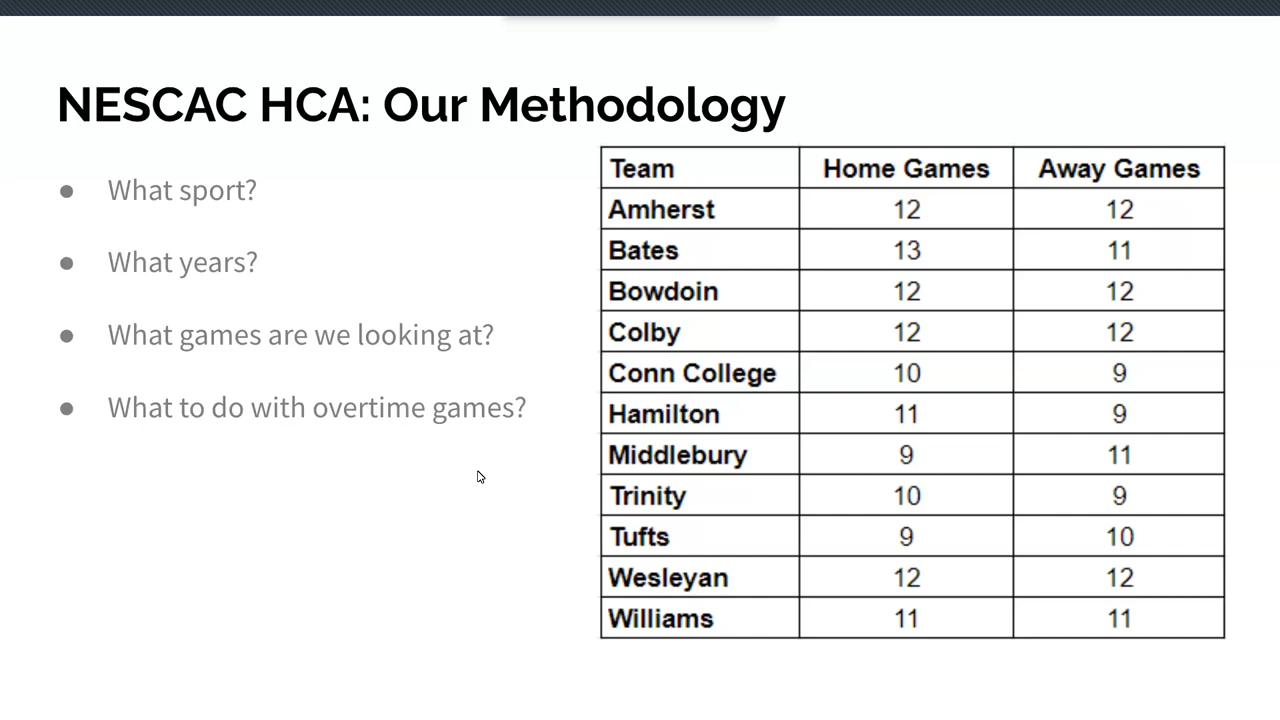 NESCAC HCA: Our Methodology
● What sport?
● What years?
● What games are we looking at?
● What to do with overtime games?
Team Home Games Away Games
Amherst 12 12
Bates 13 11
Bowdoin 12 12
Colby 12 12
Conn College 10 9
Hamilton 11 9
Middlebury 9 11
Trinity 10 9
Tufts 9 10
Wesleyan 12 12
Williams 11 11